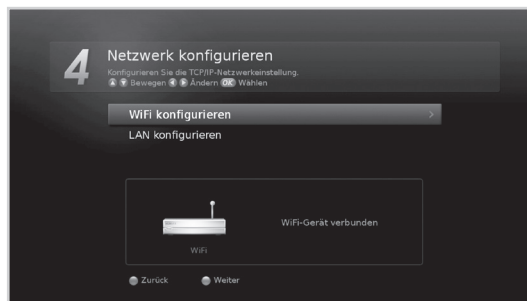 4
Netzwerk konfigurieren
Konfigurieren Sie die TCP/IP-Netzwerkeinstellung.
Bewegen Ändern OK Wählen
WiFi konfigurieren
LAN konfigurieren
WiFi-Gerät verbunden
WiFi
Zurück Weiter